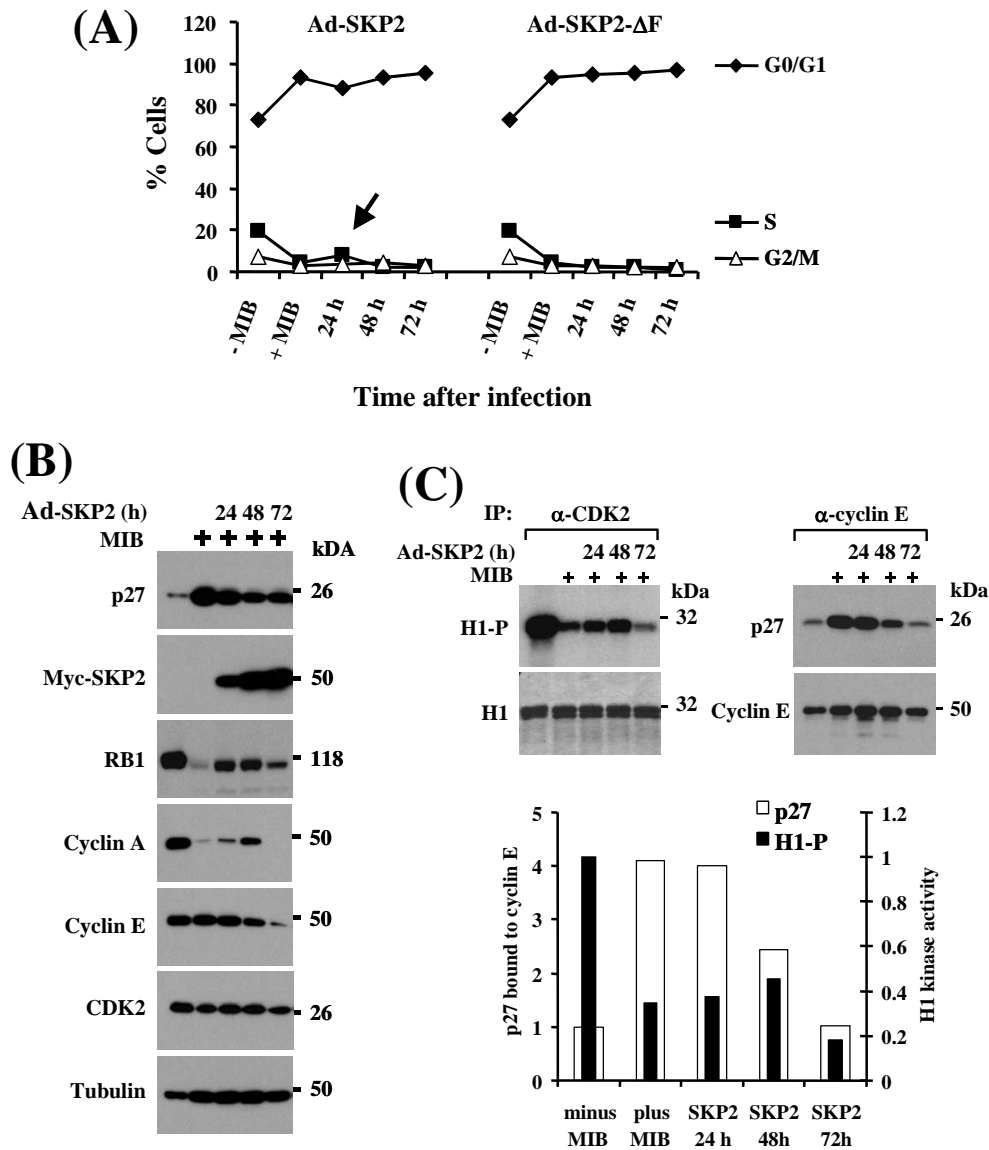 (A)
Ad-SKP2
Ad-SKP2-ΔF
120
100
80
60
40
20
0
% Cells
G0/G1
S
G2/M
- MIB
+ MIB
24 h
48 h
72 h
- MIB
+ MIB
24 h
48 h
72 h
Time after infection
(B)
Ad-SKP2 (h) 24 48 72
MIB + + + + kDA
p27 26
Myc-SKP2 50
RB1 118
Cyclin A 50
Cyclin E 50
CDK2 26
Tubulin 50
(C)
IP: α-CDK2 α-cyclin E
Ad-SKP2 (h) 24 48 72 24 48 72
MIB + + + + kDa + + + + kDa
H1-P 32
p27 26
H1 32
Cyclin E 50
p27
H1-P
p27 bound to cyclin E
5
4
3
2
1
0
H1 kinase activity
1.2
1
0.8
0.6
0.4
0.2
0
minus MIB
plus MIB
SKP2 24 h
SKP2 48h
SKP2 72h